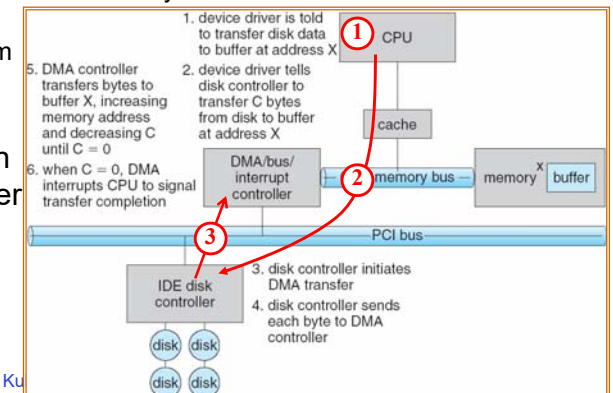 m
n
er
Ku
1. device driver is told
to transfer disk data
to buffer at address X
2. device driver tells
disk controller to
transfer C bytes
from disk to buffer
at address X
5. DMA controller
transfers bytes to
buffer X, increasing
memory address
and decreasing C
until C = 0
6. when C = 0, DMA
interrupts CPU to signal
transfer completion
1
CPU
cache
DMA/bus/
interrupt
controller
2
memory bus
memory
X
buffer
3
PCI bus
IDE disk
controller
3. disk controller initiates
DMA transfer
4. disk controller sends
each byte to DMA
controller
disk
disk
disk
disk